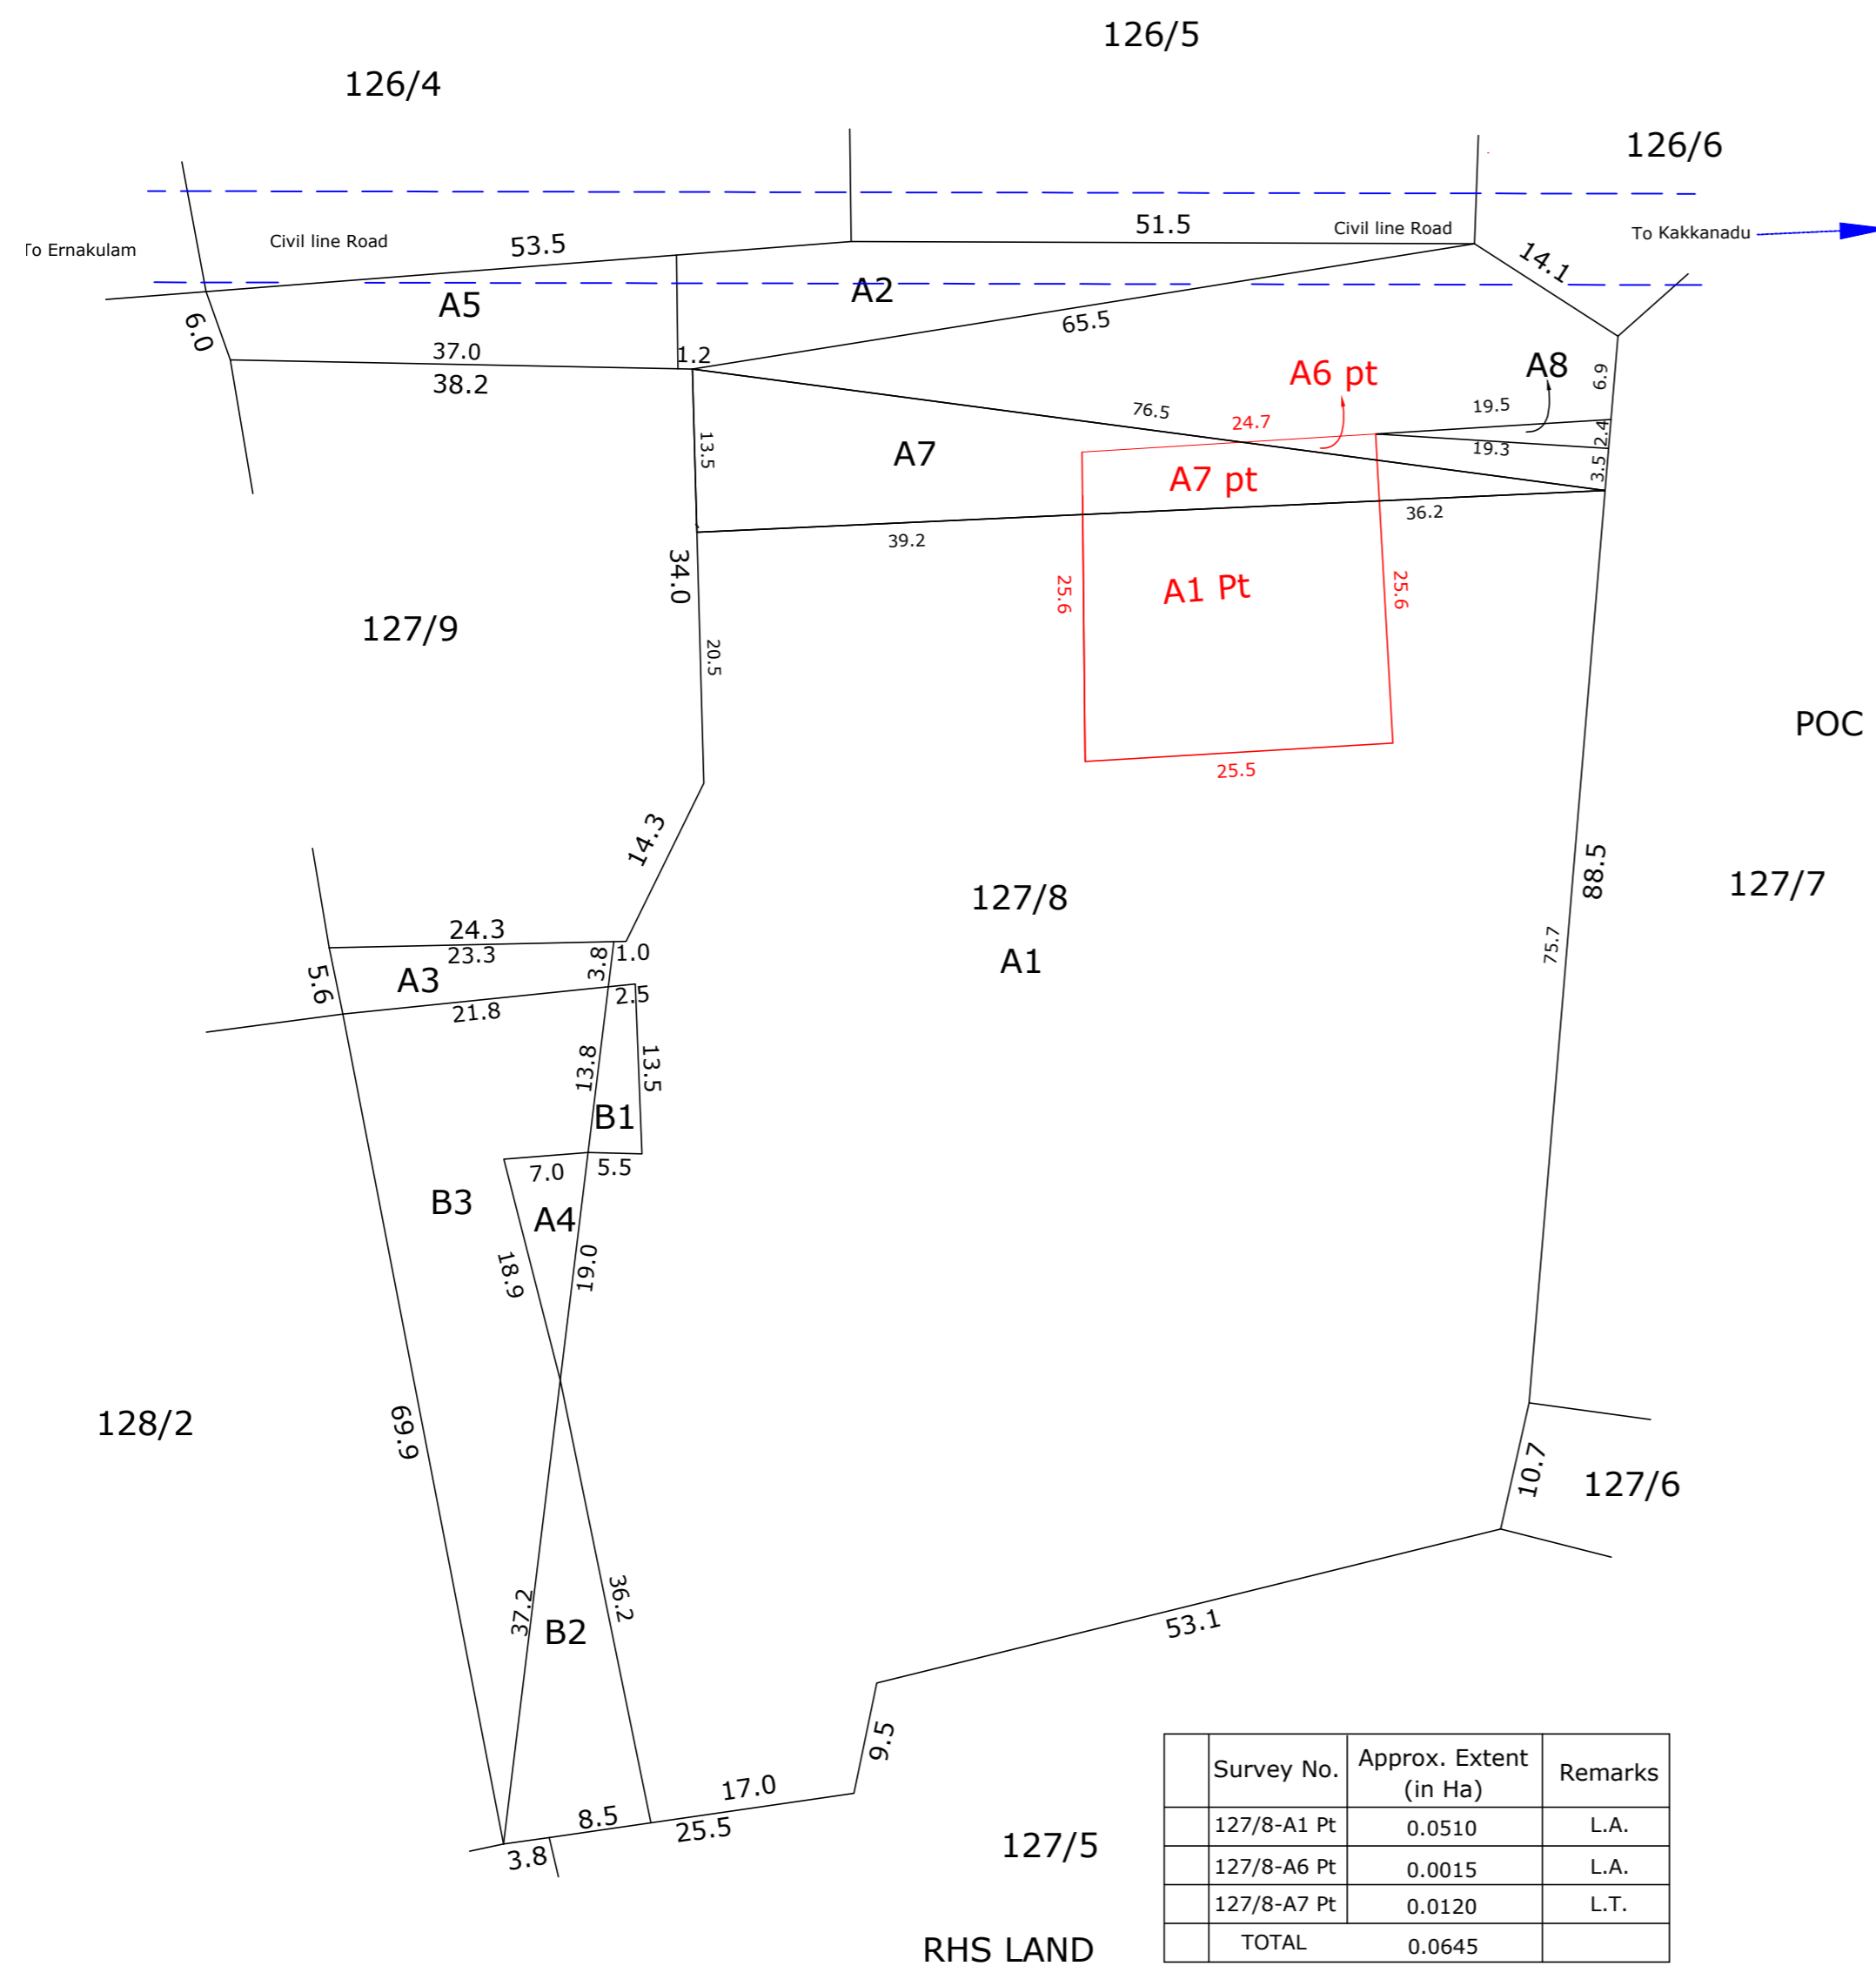 126/5
126/4
126/6
51.5
Civil line Road
To Kakkanadu
Civil line Road
53.5
To Ernakulam
14.1
A2
A5
65.5
6.0
37.0
1.2
38.2
A6 pt
A8
6.9
76.5
24.7
19.5
2.4
13.5
A7
19.3
3.5
A7 pt
36.2
39.2
34.0
25.6
A1 Pt
25.6
127/9
20.5
POC
25.5
14.3
88.5
127/8
127/7
24.3
23.3
3.8
1.0
75.7
A1
5.6
A3
2.5
21.8
13.8
13.5
B1
7.0
5.5
B3
A4
18.9
19.0
128/2
69.9
10.7
127/6
37.2
36.2
B2
53.1
9.5
17.0
8.5
25.5
3.8
127/5
RHS LAND
Survey No. Approx. Extent (in Ha) Remarks
127/8-A1 Pt 0.0510 L.A.
127/8-A6 Pt 0.0015 L.A.
127/8-A7 Pt 0.0120 L.T.
TOTAL 0.0645